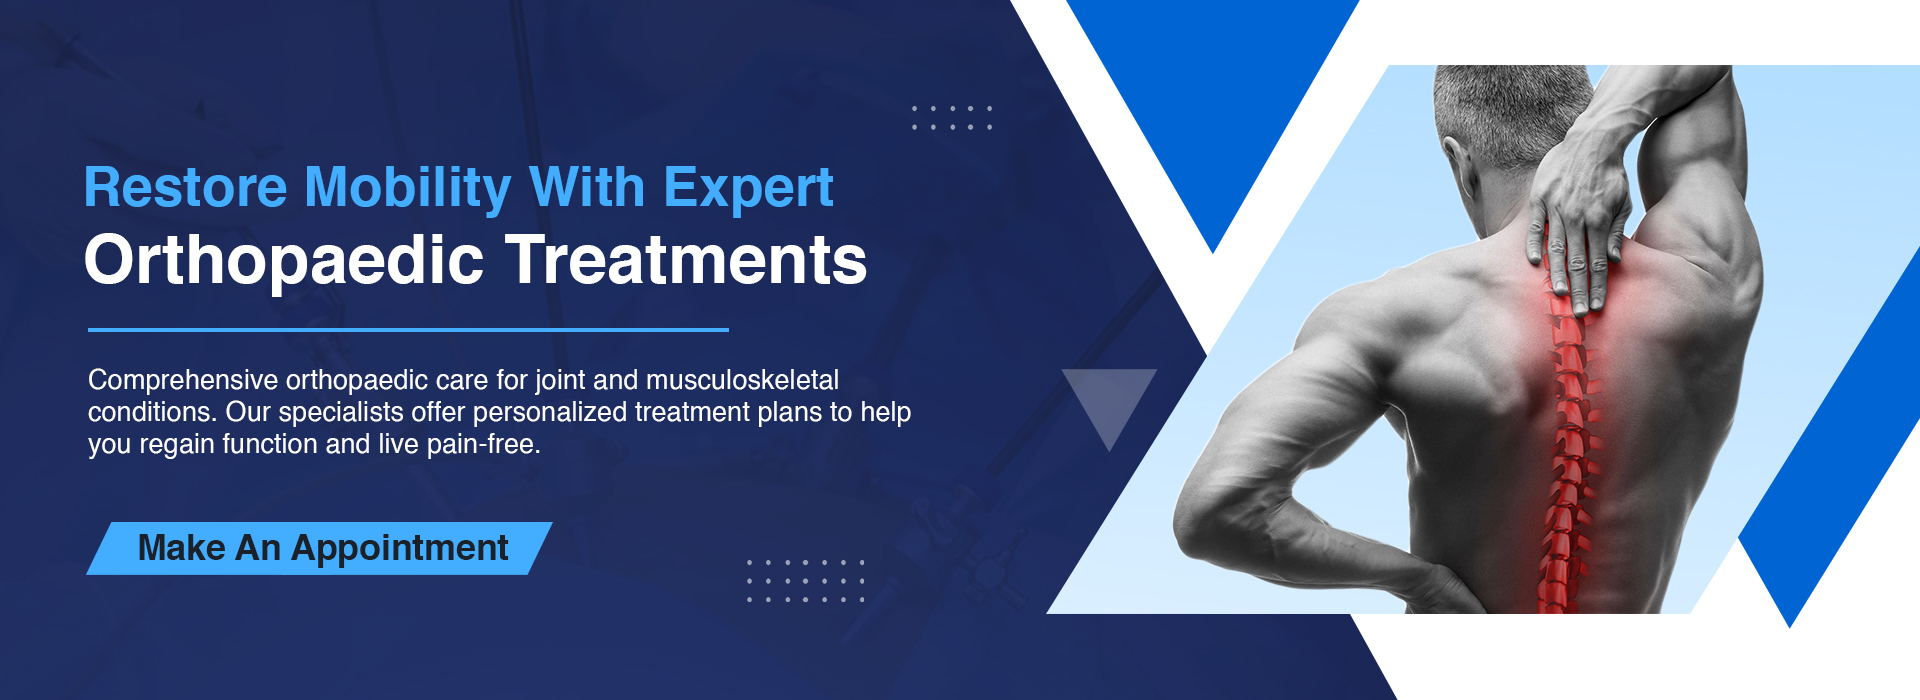 Restore Mobility With Expert
Orthopaedic Treatments
Comprehensive orthopaedic care for joint and musculoskeletal
conditions. Our specialists offer personalized treatment plans to help
you regain function and live pain-free.
Make An Appointment